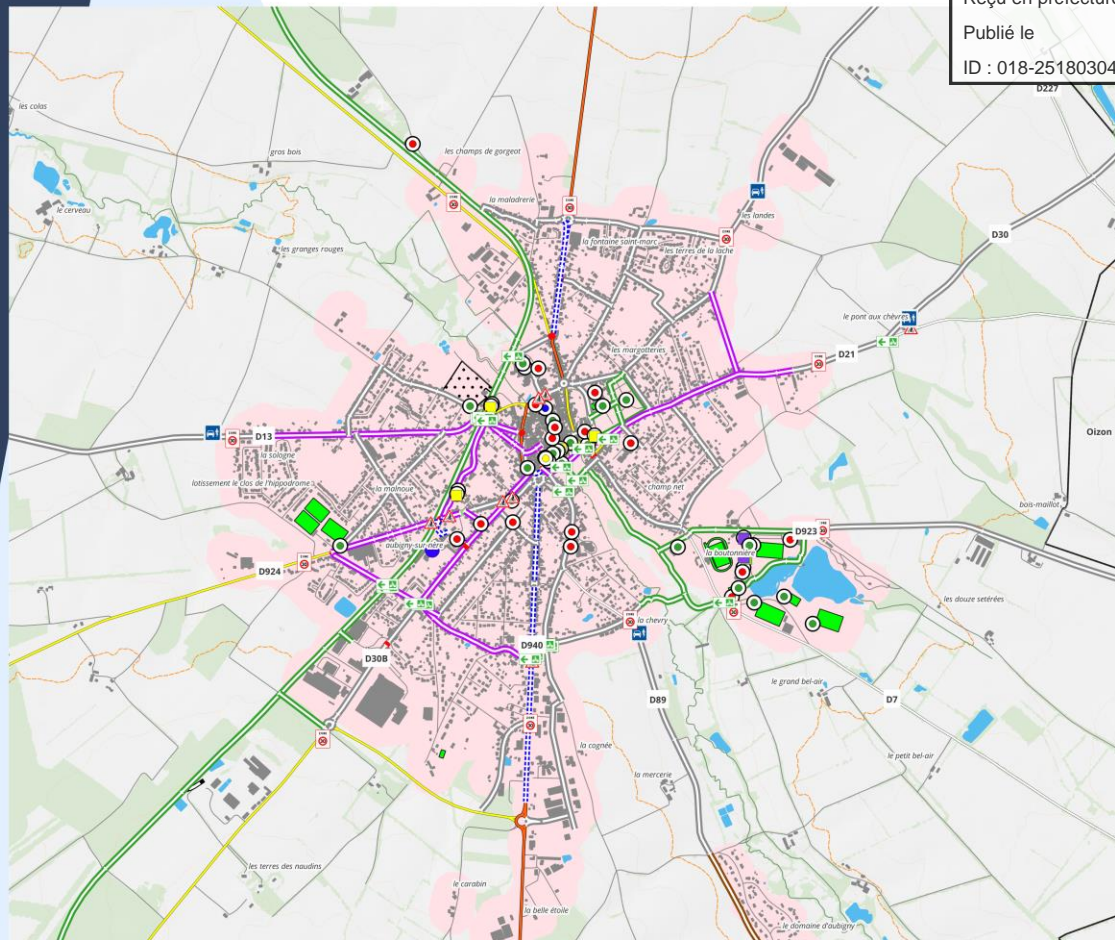 Reçu en préfecture
Publié le
ID : 018-25180304
D227
les colas
gros bois
les champs de gorgeot
le cerveau
la maladrerie
les landes
les granges rouges
la fontaine saint-marc
les terres de la lache
D30
le pont aux chèvres
les margotteries
D21
Oizon
D13
la sologne
lotissement le clos de l'hippodrome
la malnoue
champ net
bois-maillot
aubigny-sur-nère
D923
la boutonnière
D924
les douze setérées
la chevry
D940
D30B
le grand bel-air
D89
D7
la cognée
le petit bel-air
la mercerie
les terres des naudins
le carabin
la belle étoile
le domaine d'aubigny